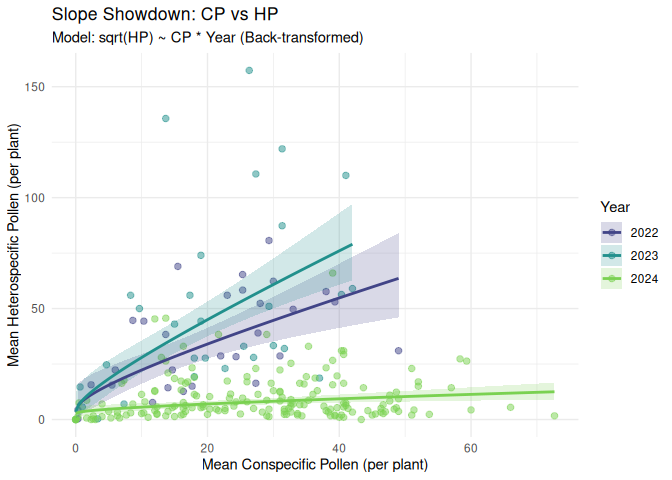 Slope Showdown: CP vs HP
Model: sqrt(HP) ~ CP * Year (Back-transformed)
Mean Heterospecific Pollen (per plant)
150
100
50
0
0
20
40
60
Mean Conspecific Pollen (per plant)
Year
2022
2023
2024